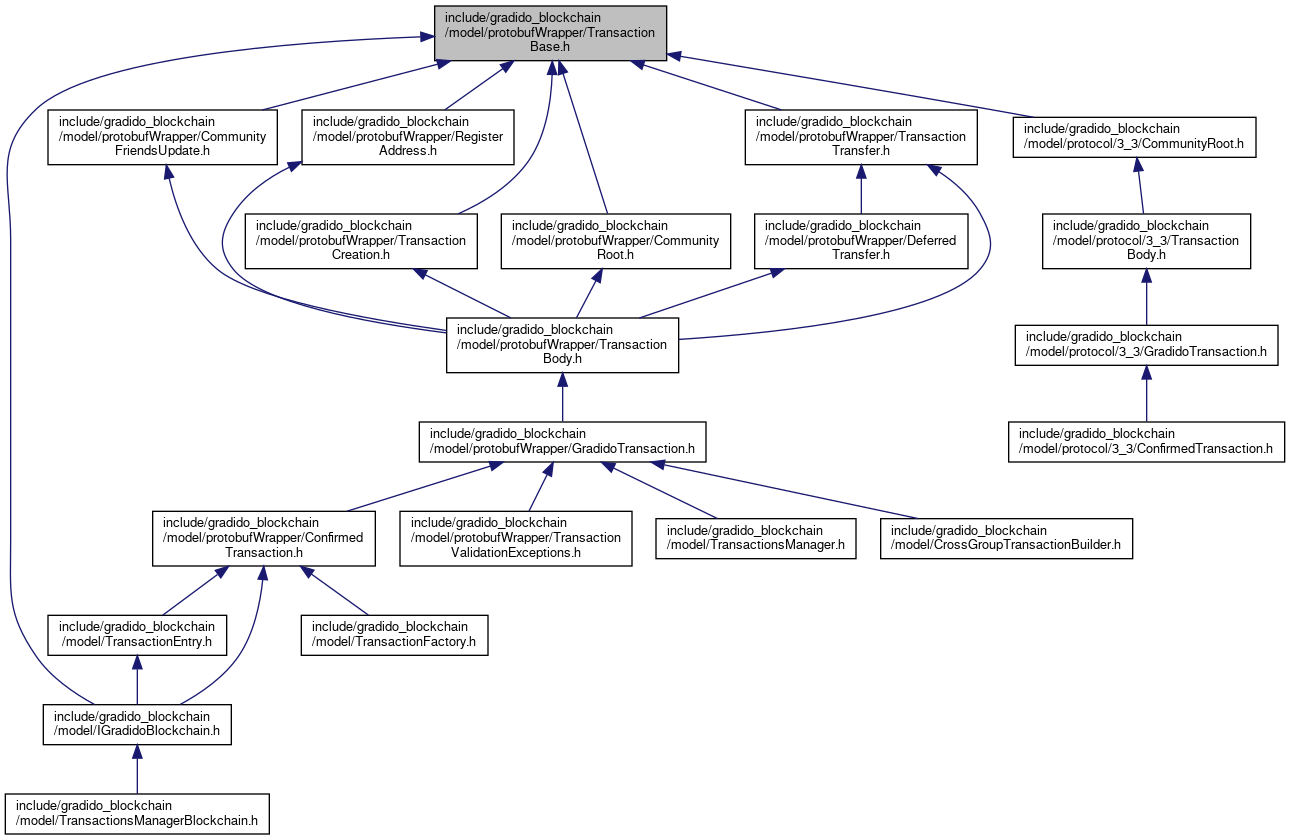 include/gradido_blockchain
/model/protobufWrapper/Transaction
Base.h
include/gradido_blockchain
/model/protobufWrapper/Community
FriendsUpdate.h
include/gradido_blockchain
/model/protobufWrapper/Register
Address.h
include/gradido_blockchain
/model/protobufWrapper/Transaction
Transfer.h
include/gradido_blockchain
/model/protocol/3_3/CommunityRoot.h
include/gradido_blockchain
/model/protobufWrapper/Transaction
Creation.h
include/gradido_blockchain
/model/protobufWrapper/Community
Root.h
include/gradido_blockchain
/model/protobufWrapper/Deferred
Transfer.h
include/gradido_blockchain
/model/protocol/3_3/Transaction
Body.h
include/gradido_blockchain
/model/protobufWrapper/Transaction
Body.h
include/gradido_blockchain
/model/protocol/3_3/GradidoTransaction.h
include/gradido_blockchain
/model/protobufWrapper/GradidoTransaction.h
include/gradido_blockchain
/model/protocol/3_3/ConfirmedTransaction.h
include/gradido_blockchain
/model/protobufWrapper/Confirmed
Transaction.h
include/gradido_blockchain
/model/protobufWrapper/Transaction
ValidationExceptions.h
include/gradido_blockchain
/model/TransactionsManager.h
include/gradido_blockchain
/model/CrossGroupTransactionBuilder.h
include/gradido_blockchain
/model/TransactionEntry.h
include/gradido_blockchain
/model/TransactionFactory.h
include/gradido_blockchain
/model/IGradidoBlockchain.h
include/gradido_blockchain
/model/TransactionsManagerBlockchain.h